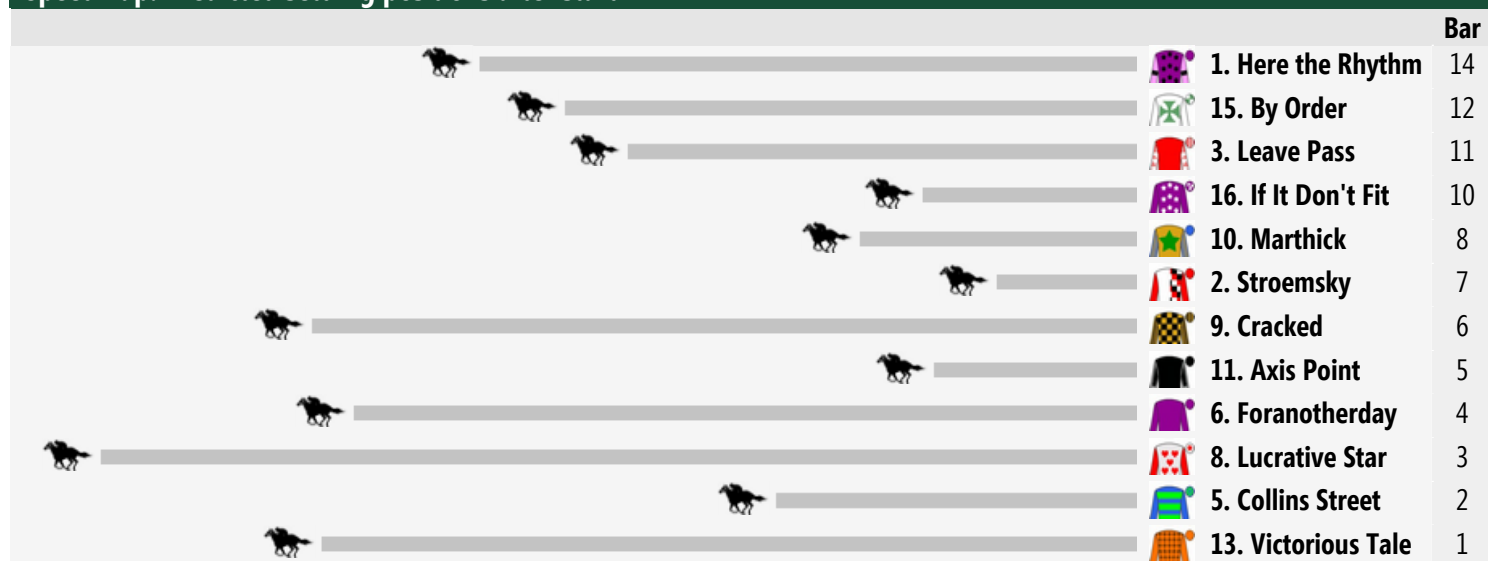 Bar
1. Here the Rhythm 14
15. By Order 12
3. Leave Pass 11
16. If It Don't Fit 10
10. Marthick 8
2. Stroemsky 7
9. Cracked 6
11. Axis Point 5
6. Foranotherday 4
8. Lucrative Star 3
5. Collins Street 2
13. Victorious Tale 1